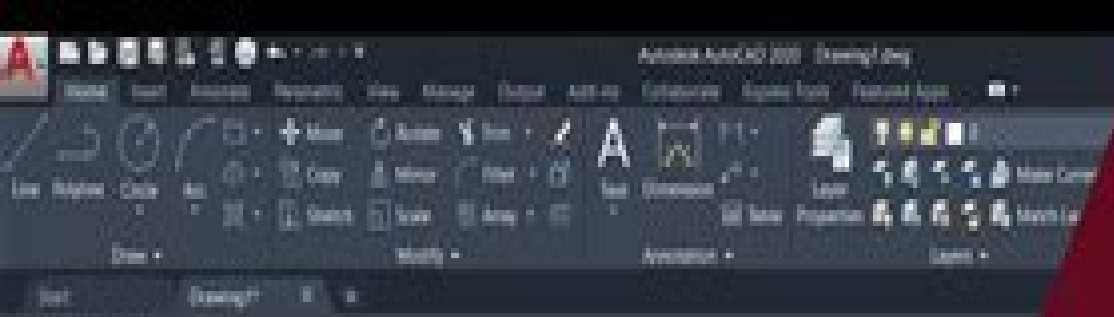 A
Autodesk AutoCAD 2020 Drawing1.dwg
Home Insert Annotate Parametric View Manage Output Add-ins Collaborate Express Tools Featured Apps
Line Polyline Circle Arc Move Rotate Trim A Text Dimension Layer Properties
Copy Mirror Fillet Make Current
Stretch Scale Array Table Match
Draw Modify Annotation Layers
Start Drawing1*